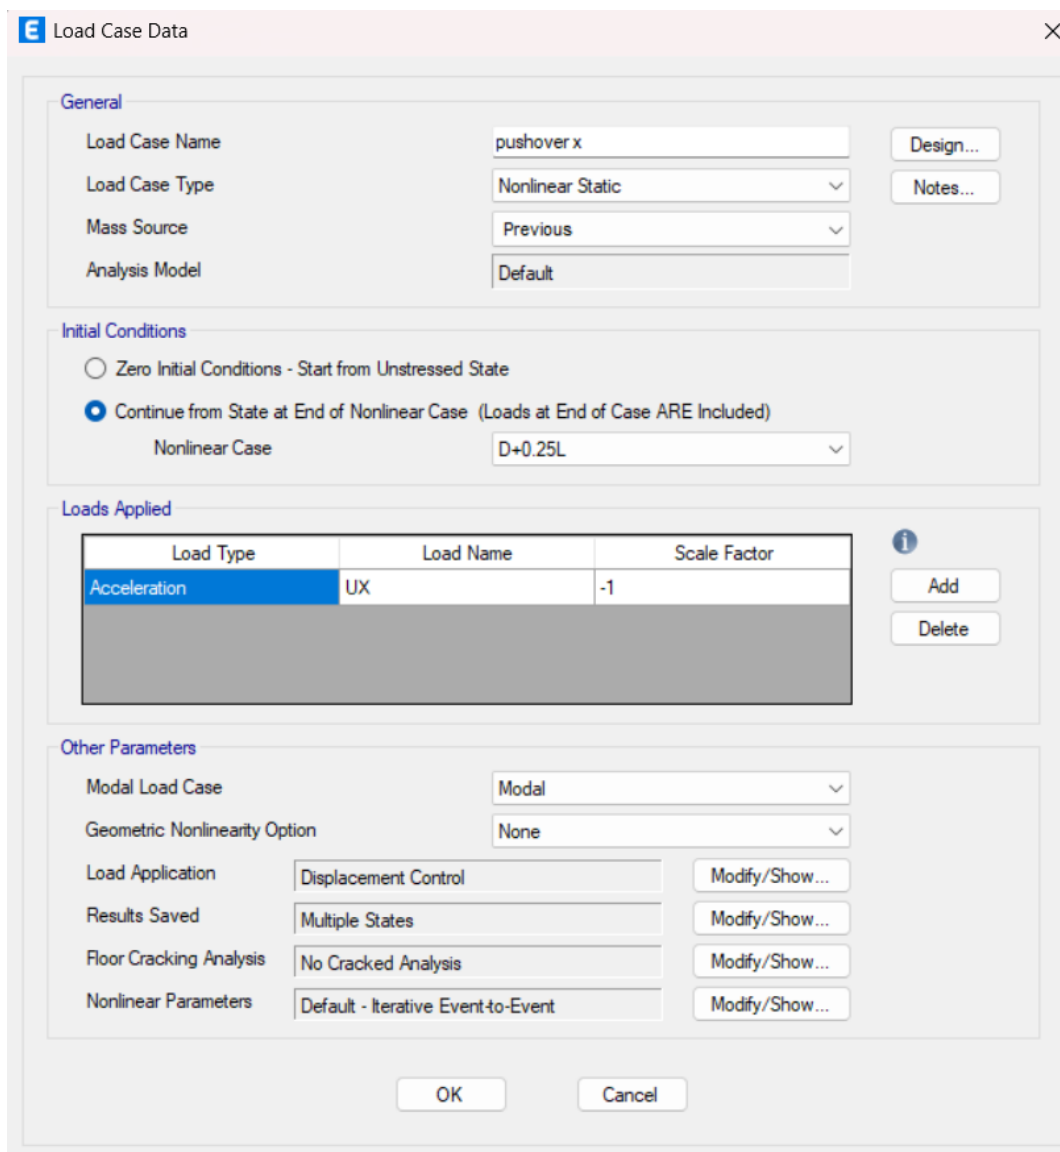 E Load Case Data
General
Load Case Name pushover x Design...
Load Case Type Nonlinear Static Notes...
Mass Source Previous
Analysis Model Default
Initial Conditions
Zero Initial Conditions - Start from Unstressed State
Continue from State at End of Nonlinear Case (Loads at End of Case ARE Included)
Nonlinear Case D+0.25L
Loads Applied
Load Type Load Name Scale Factor
i
Acceleration UX -1 Add
Delete
Other Parameters
Modal Load Case Modal
Geometric Nonlinearity Option None
Load Application Displacement Control Modify/Show...
Results Saved Multiple States Modify/Show...
Floor Cracking Analysis No Cracked Analysis Modify/Show...
Nonlinear Parameters Default - Iterative Event-to-Event Modify/Show...
OK Cancel